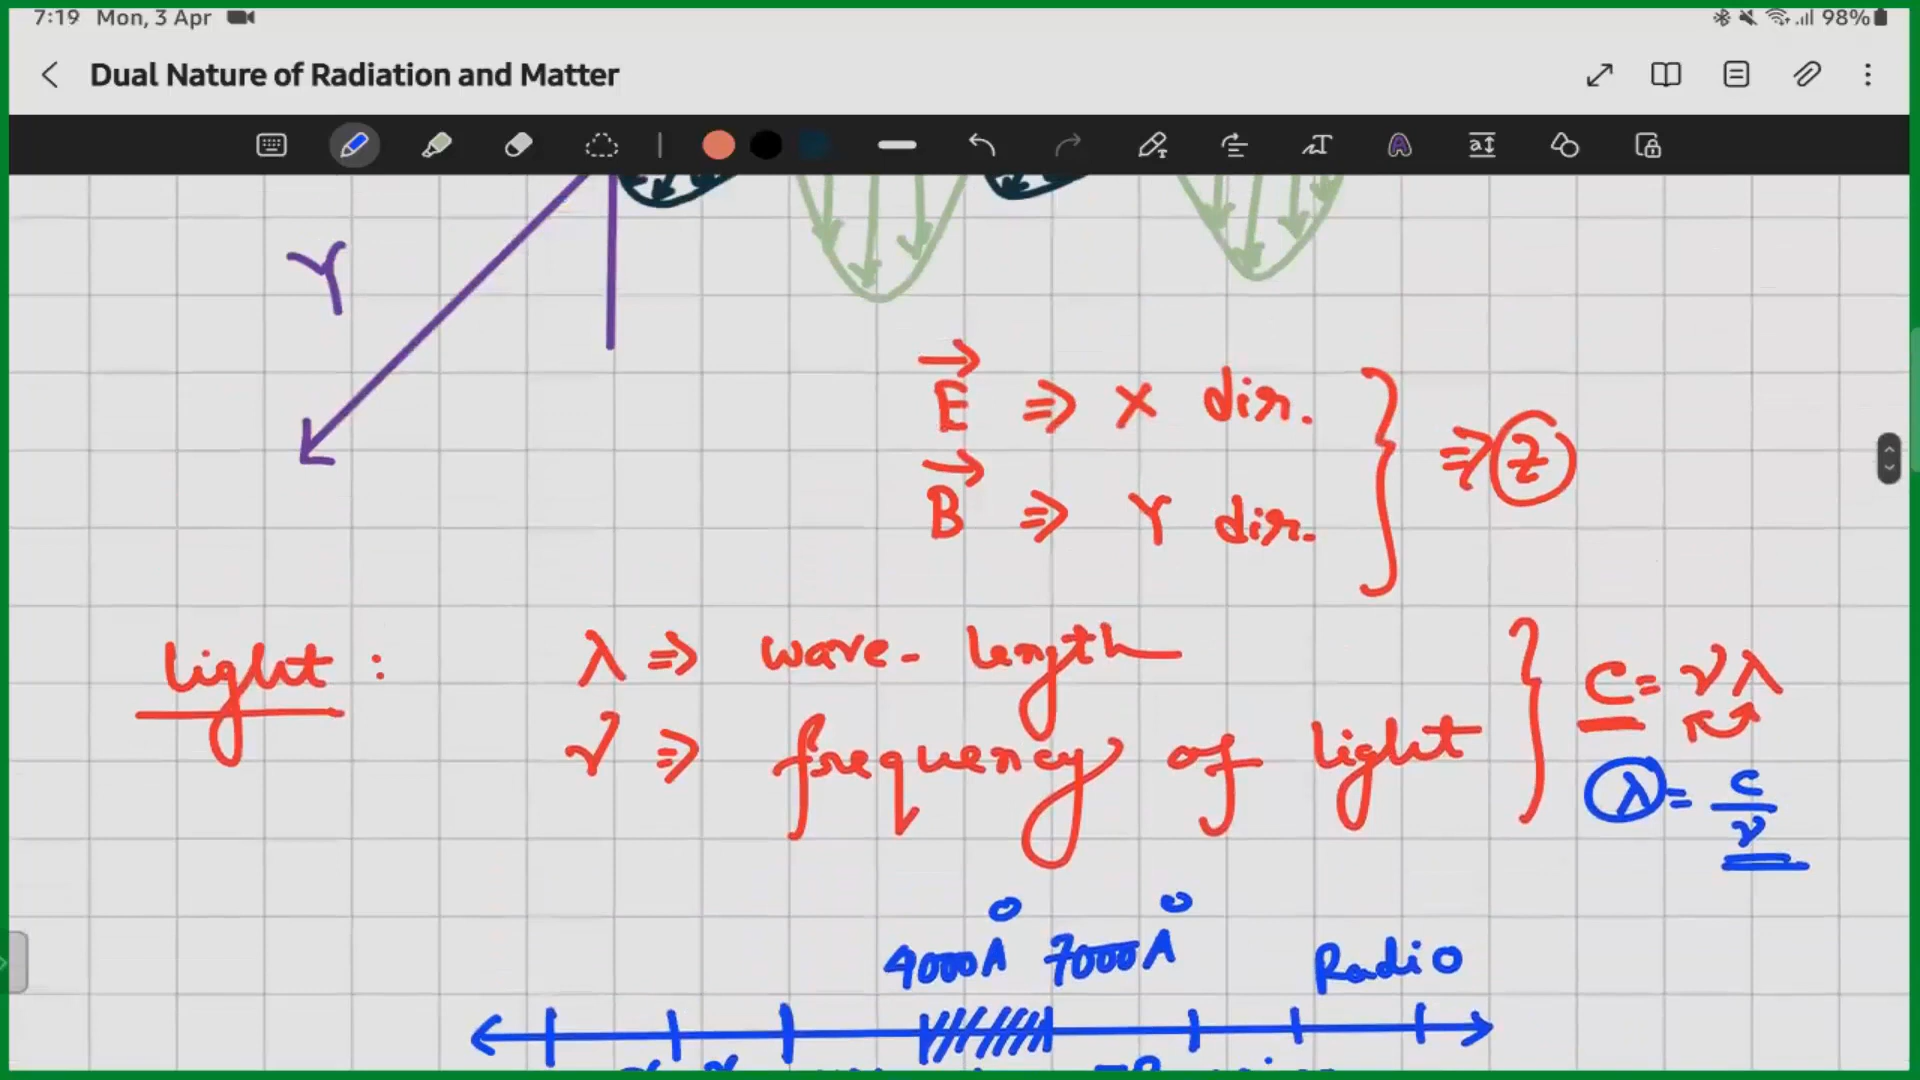 7:19 Mon, 3 Apr 98%
Dual Nature of Radiation and Matter
Y
E ⇒ X dir.
B ⇒ Y dir.
⇒ Z
light : λ ⇒ wave-length
ν ⇒ frequency of light
C = νλ
λ = c/ν
4000Å 7000Å Radio